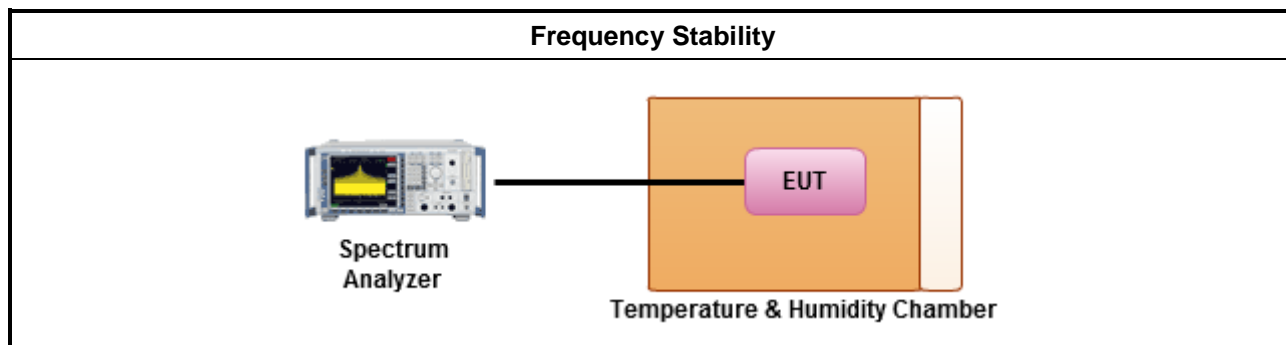 Frequency Stability
EUT
Spectrum
Analyzer
Temperature & Humidity Chamber